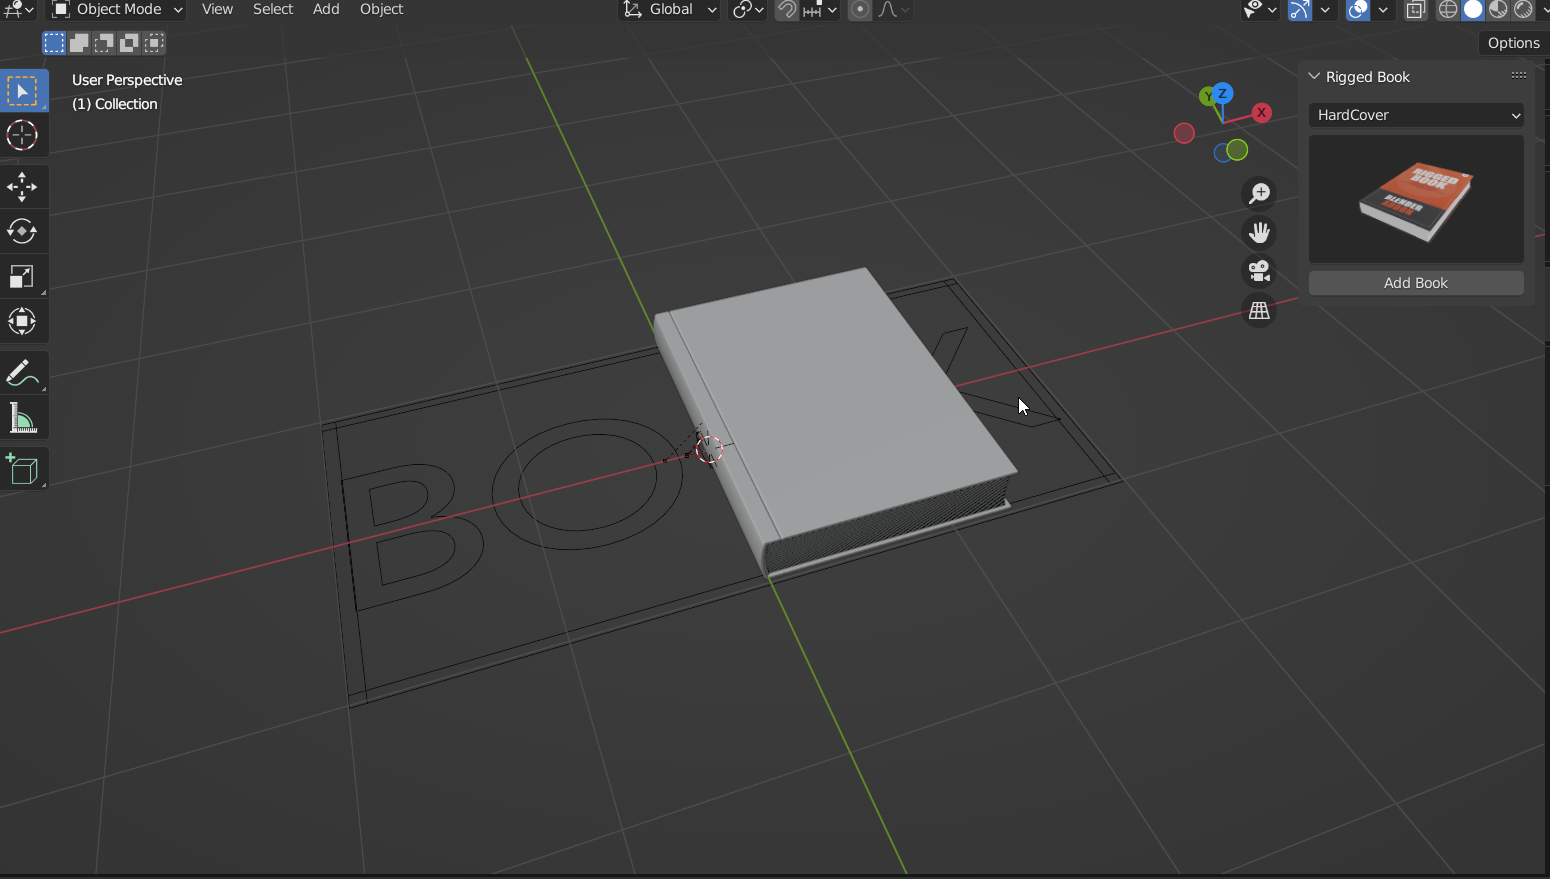 Object Mode
View
Select
Add
Object
Global
Options
User Perspective
(1) Collection
Y
Z
X
Rigged Book
HardCover
RIGGED
BOOK
BLENDER
ADDON
Add Book
B O K